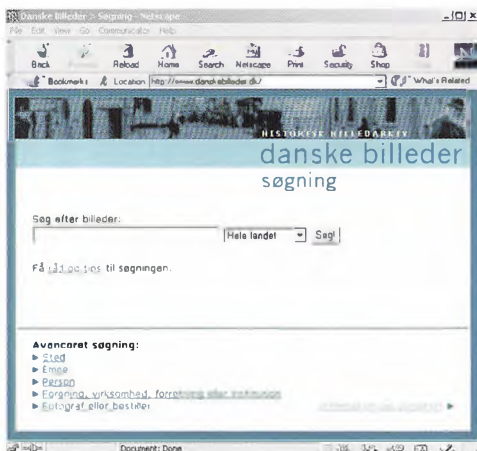 Danske billeder > Søgning - Netscape
File Edit View Go Communicator Help
Back Reload Home Search Netscape Print Security Shop
Bookmarks Location http://www.danskebilleder.dk/ What's Related
HISTORISK BILLEDARKIV
danske billeder
søgning
Søg efter billeder:
Hele landet Søg!
Få råd og tips til søgningen.
Avanceret søgning:
Sted
Emne
Person
Forening, virksomhed, forretning eller institution
Fotograf eller bestiller
Document: Done